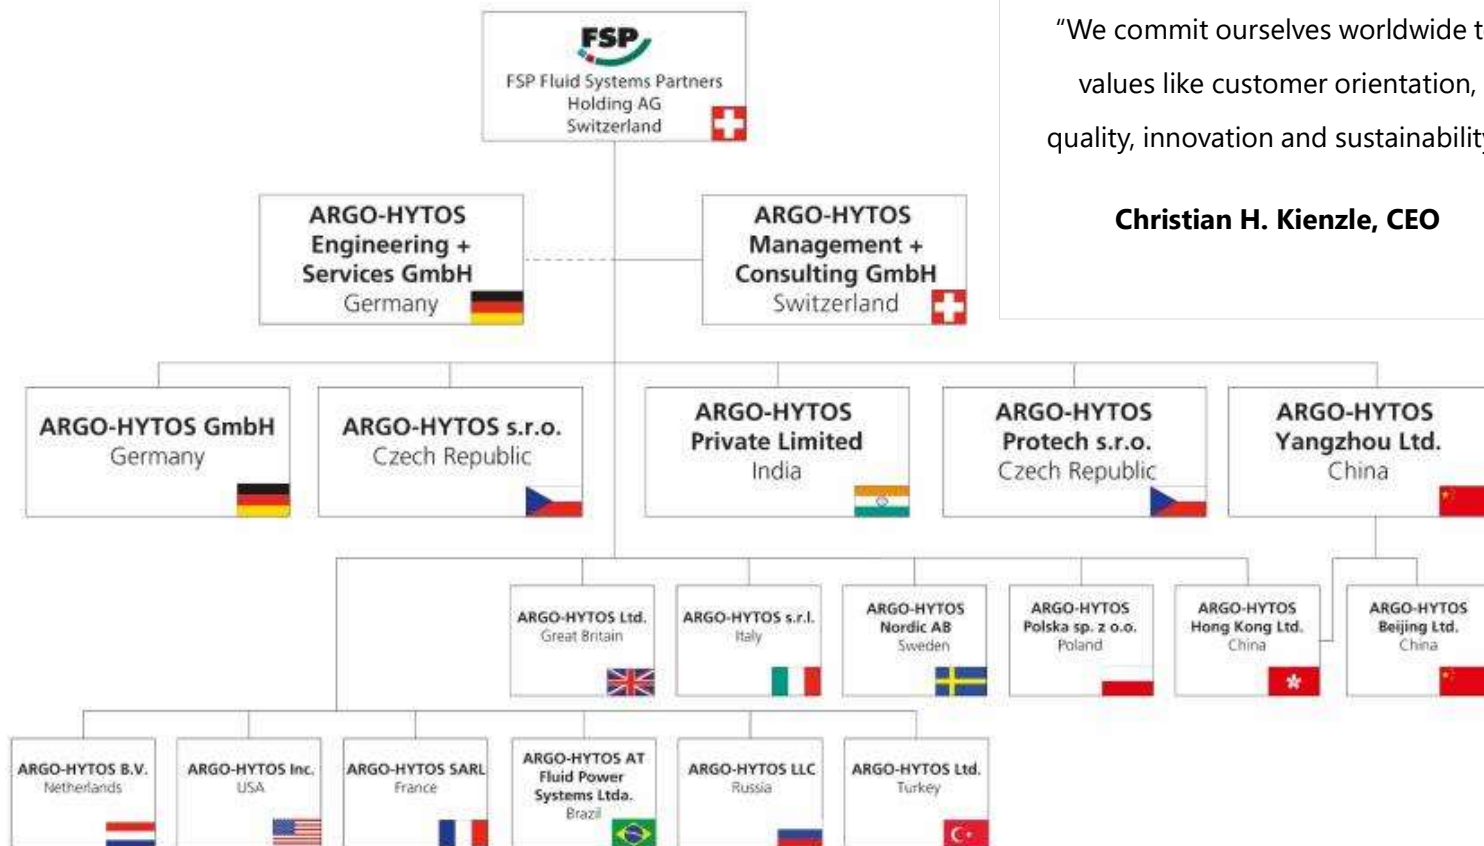 FSP
FSP Fluid Systems Partners
Holding AG
Switzerland
“We commit ourselves worldwide t
values like customer orientation,
quality, innovation and sustainability
Christian H. Kienzle, CEO
ARGO-HYTOS
Engineering +
Services GmbH
Germany
ARGO-HYTOS
Management +
Consulting GmbH
Switzerland
ARGO-HYTOS GmbH
Germany
ARGO-HYTOS s.r.o.
Czech Republic
ARGO-HYTOS
Private Limited
India
ARGO-HYTOS
Protech s.r.o.
Czech Republic
ARGO-HYTOS
Yangzhou Ltd.
China
ARGO-HYTOS Ltd.
Great Britain
ARGO-HYTOS s.r.l.
Italy
ARGO-HYTOS
Nordic AB
Sweden
ARGO-HYTOS
Polska sp. z o.o.
Poland
ARGO-HYTOS
Hong Kong Ltd.
China
ARGO-HYTOS
Beijing Ltd.
China
ARGO-HYTOS B.V.
Netherlands
ARGO-HYTOS Inc.
USA
ARGO-HYTOS SARL
France
ARGO-HYTOS AT
Fluid Power
Systems Ltda.
Brazil
ARGO-HYTOS LLC
Russia
ARGO-HYTOS Ltd.
Turkey